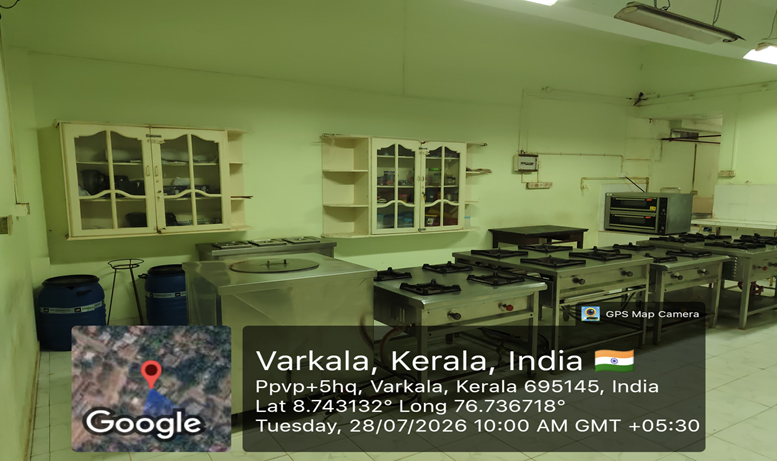 GPS Map Camera
Varkala, Kerala, India 🇮🇳
Ppvp+5hq, Varkala, Kerala 695145, India
Lat 8.743132° Long 76.736718°
Tuesday, 28/07/2026 10:00 AM GMT +05:30
Google